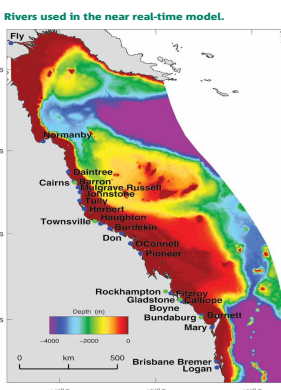 Rivers used in the near real-time model.
Fly
Normanby
Daintree
Cairns Barron
Mulgrave Russell
Johnstone
Tully
Herbert
Townsville Haughton
Burdekin
Don
OConnell
Pioneer
Rockhampton Fitzroy
Gladstone Calliope
Boyne
Bundaburg Burnett
Mary
Depth (m)
−4000 −2000 0
0 km 500
Brisbane Bremer
Logan